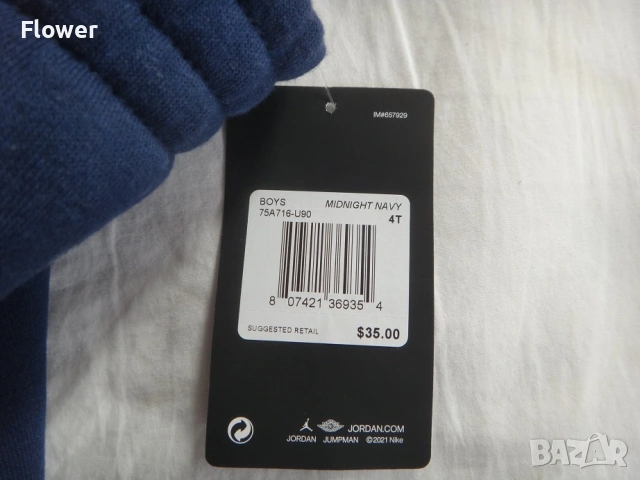 Flower
IM#657929
BOYS MIDNIGHT NAVY
75A716-U90 4T
8 07421 36935 4
SUGGESTED RETAIL $35.00
JORDAN.COM
JORDAN JUMPMAN ©2021 Nike
BAZAR